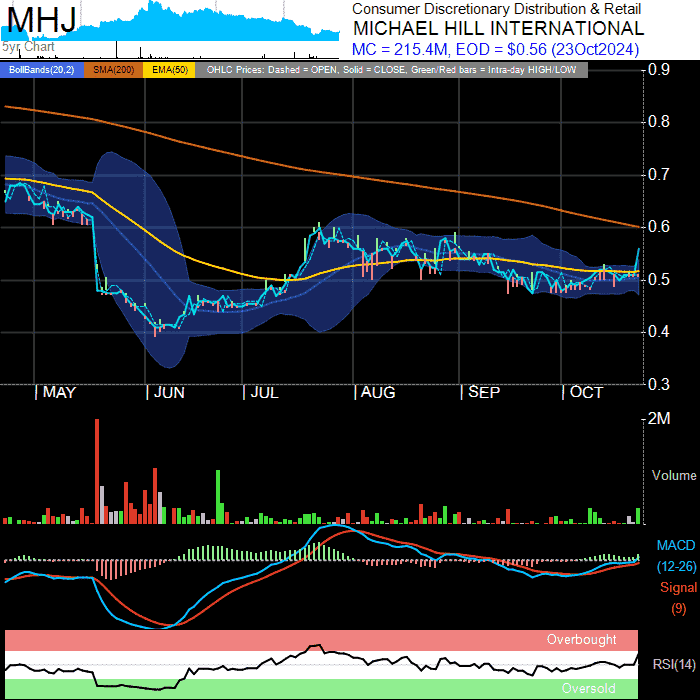 MHJ
5yr Chart
Consumer Discretionary Distribution & Retail
MICHAEL HILL INTERNATIONAL
MC = 215.4M, EOD = $0.56 (23Oct2024)
BollBands(20,2) SMA(200) EMA(50) OHLC Prices: Dashed = OPEN, Solid = CLOSE, Green/Red bars = Intra-day HIGH/LOW
0.9
0.8
0.7
0.6
0.5
0.4
0.3
| MAY | JUN | JUL | AUG | SEP | OCT
2M
Volume
MACD
(12-26)
Signal
(9)
Overbought
RSI(14)
Oversold